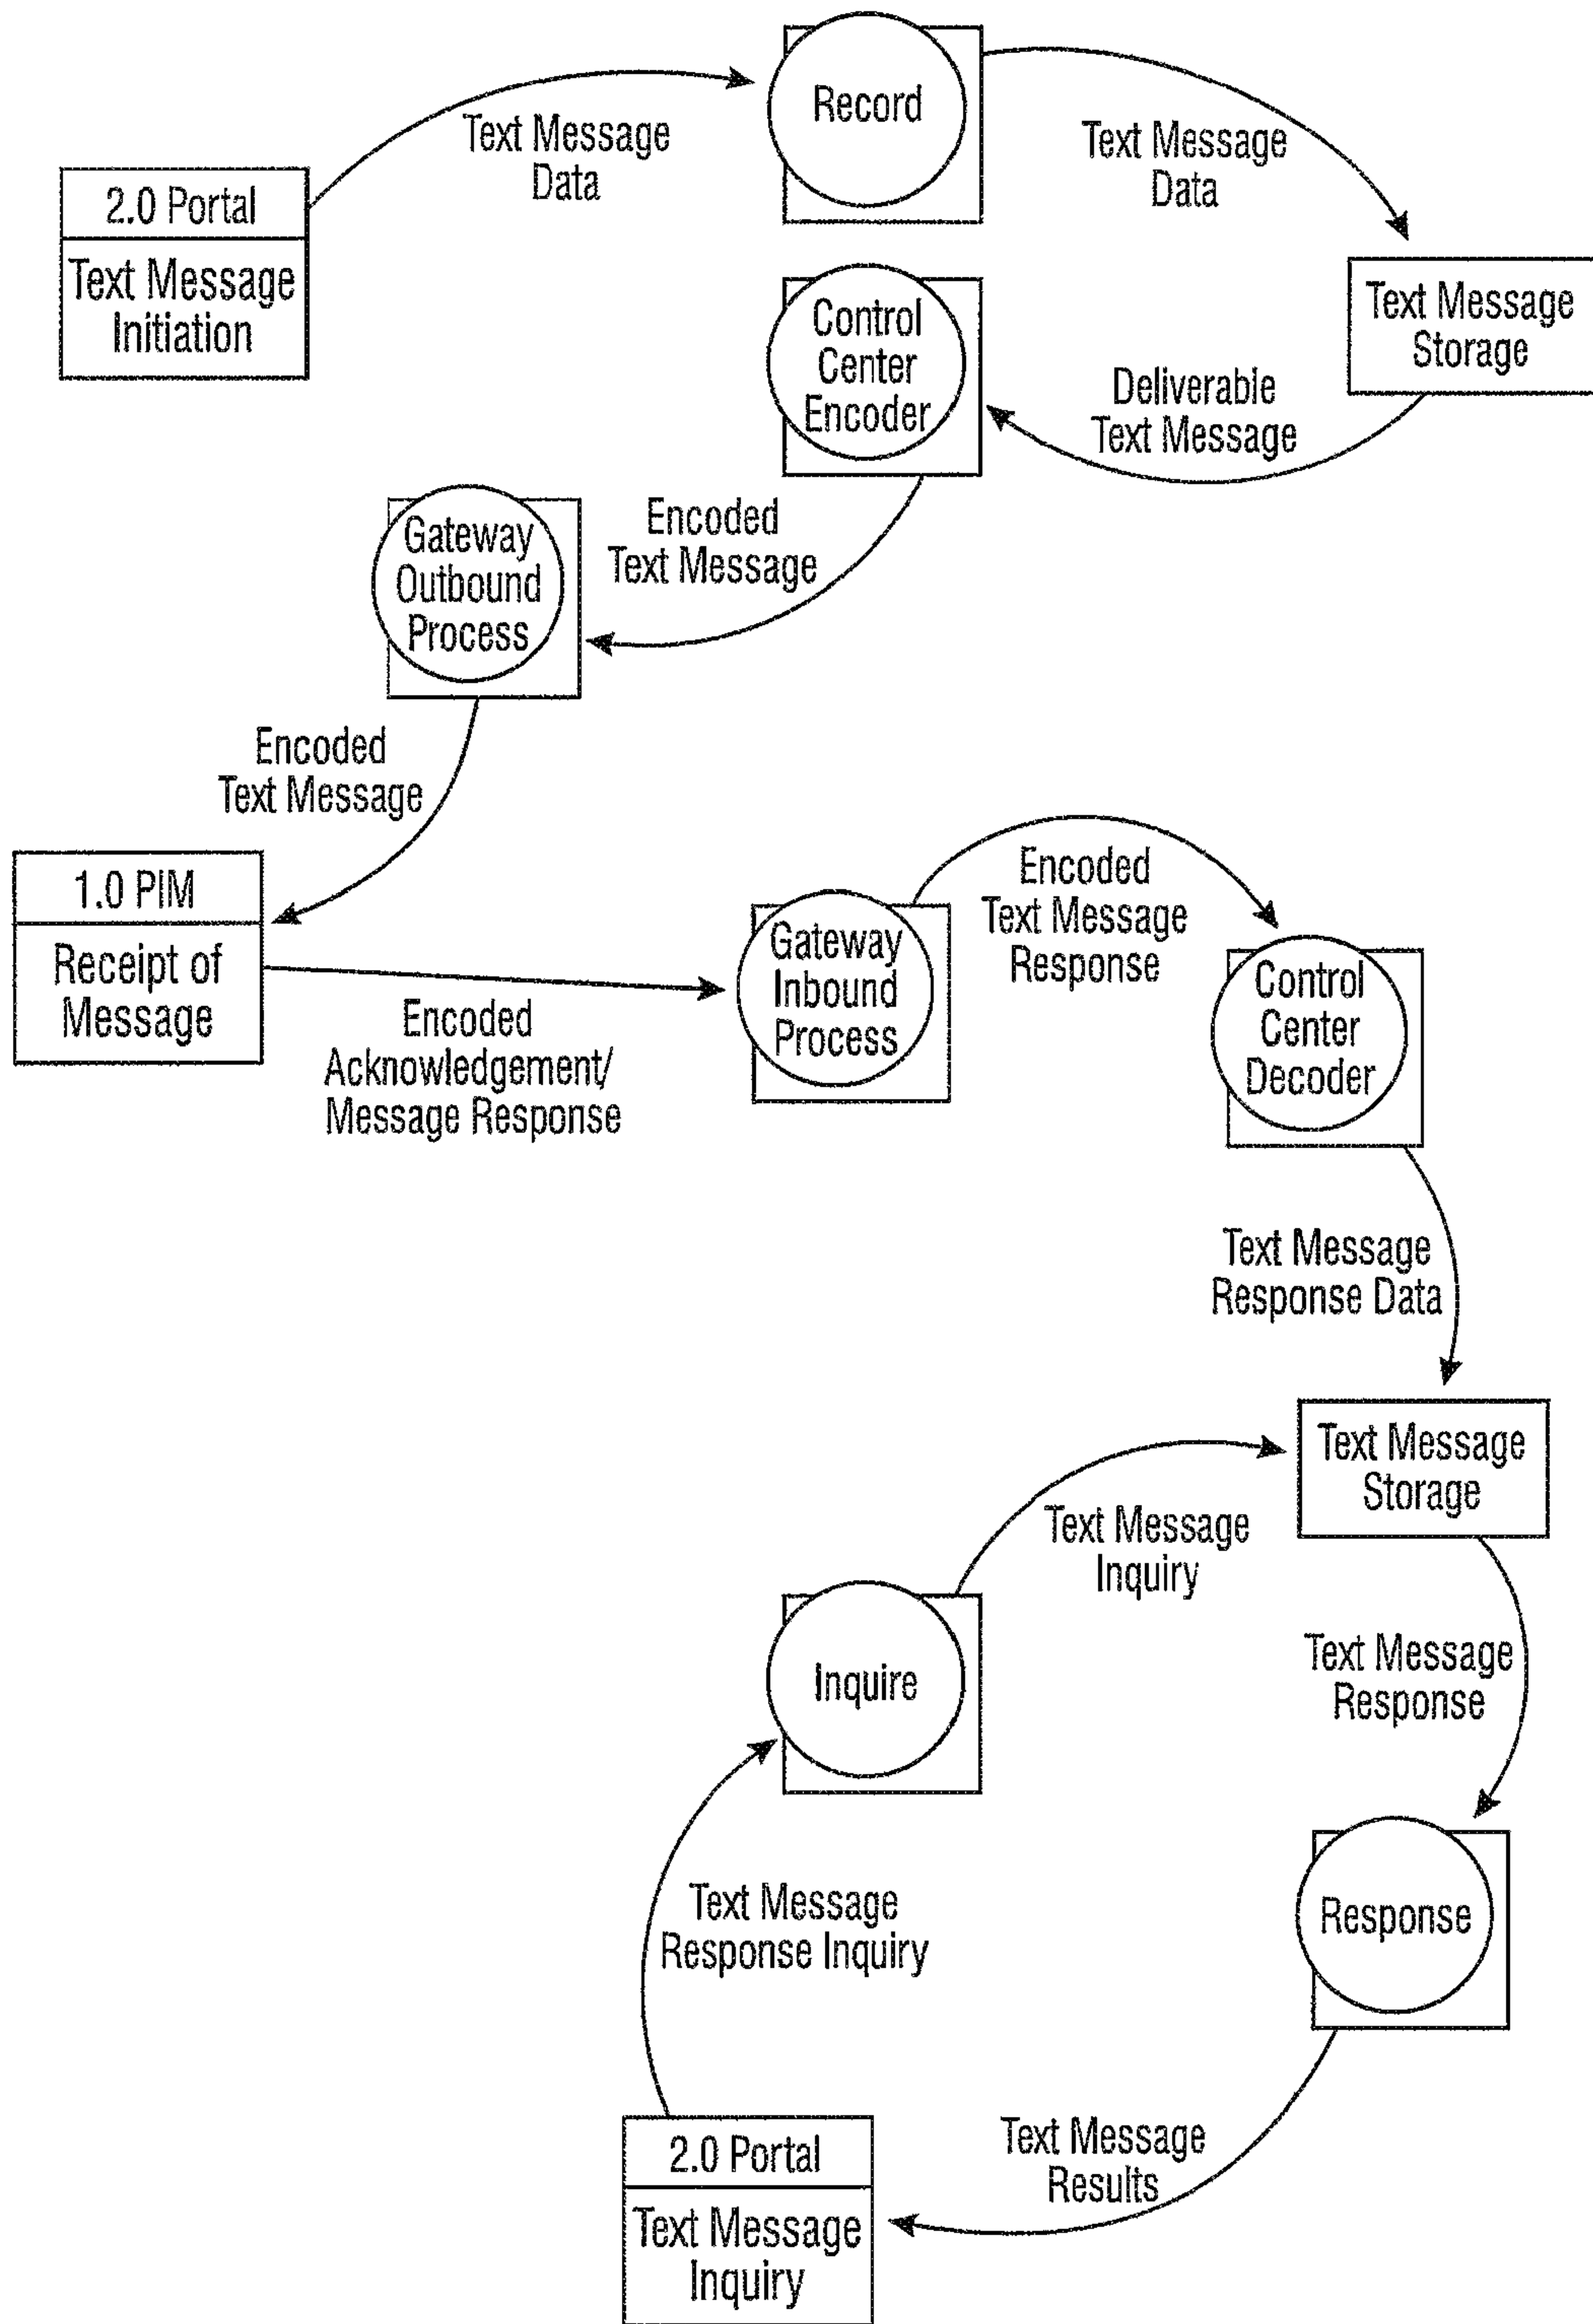 Record
Text Message
Data
Text Message
Data
2.0 Portal
Text Message
Initiation
Control
Center
Encoder
Text Message
Storage
Deliverable
Text Message
Gateway
Outbound
Process
Encoded
Text Message
Encoded
Text Message
1.0 PIM
Receipt of
Message
Encoded
Acknowledgement/
Message Response
Gateway
Inbound
Process
Encoded
Text Message
Response
Control
Center
Decoder
Text Message
Response Data
Text Message
Storage
Text Message
Inquiry
Inquire
Text Message
Response
Response
Text Message
Response Inquiry
Text Message
Results
2.0 Portal
Text Message
Inquiry